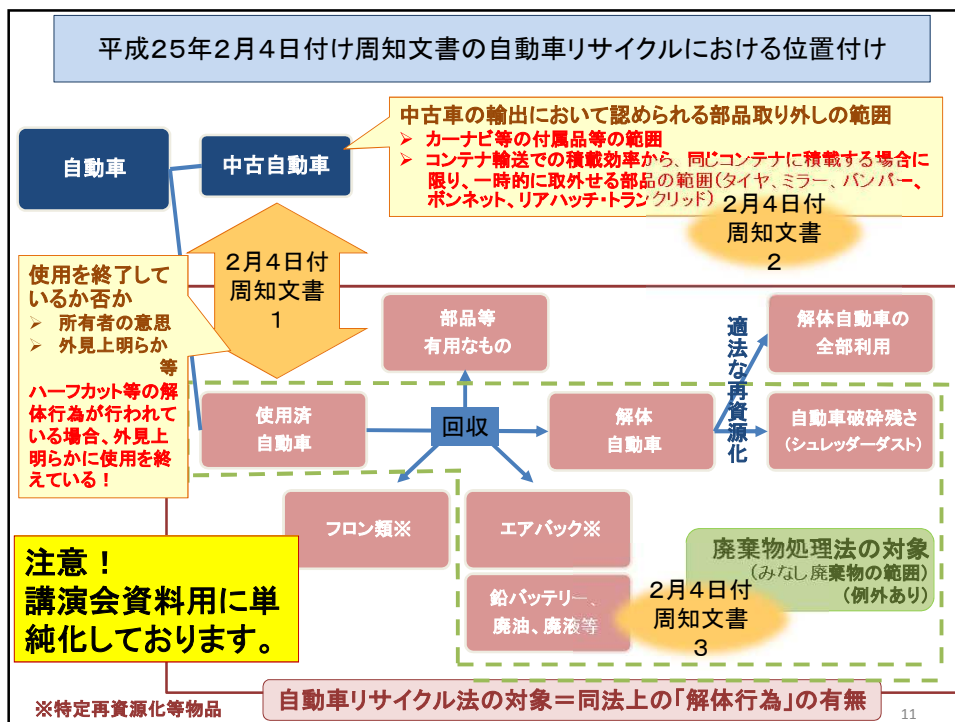 平成25年2月4日付け周知文書の自動車リサイクルにおける位置付け
自動車
中古自動車
中古車の輸出において認められる部品取り外しの範囲
➢ カーナビ等の付属品等の範囲
➢ コンテナ輸送での積載効率から、同じコンテナに積載する場合に
限り、一時的に取外せる部品の範囲(タイヤ、ミラー、バンパー、
ボンネット、リアハッチ・トランクリッド)
2月4日付
周知文書
2
2月4日付
周知文書
1
使用を終了して
いるか否か
➢ 所有者の意思
➢ 外見上明らか
等
ハーフカット等の解
体行為が行われて
いる場合、外見上
明らかに使用を終
えている!
部品等
有用なもの
適法な再資源化
解体自動車の
全部利用
使用済
自動車
回収
解体
自動車
自動車破砕残さ
(シュレッダーダスト)
フロン類※
エアバック※
鉛バッテリー、
廃油、廃液等
廃棄物処理法の対象
(みなし廃棄物の範囲)
(例外あり)
2月4日付
周知文書
3
注意!
講演会資料用に単
純化しております。
※特定再資源化等物品
自動車リサイクル法の対象=同法上の「解体行為」の有無
11